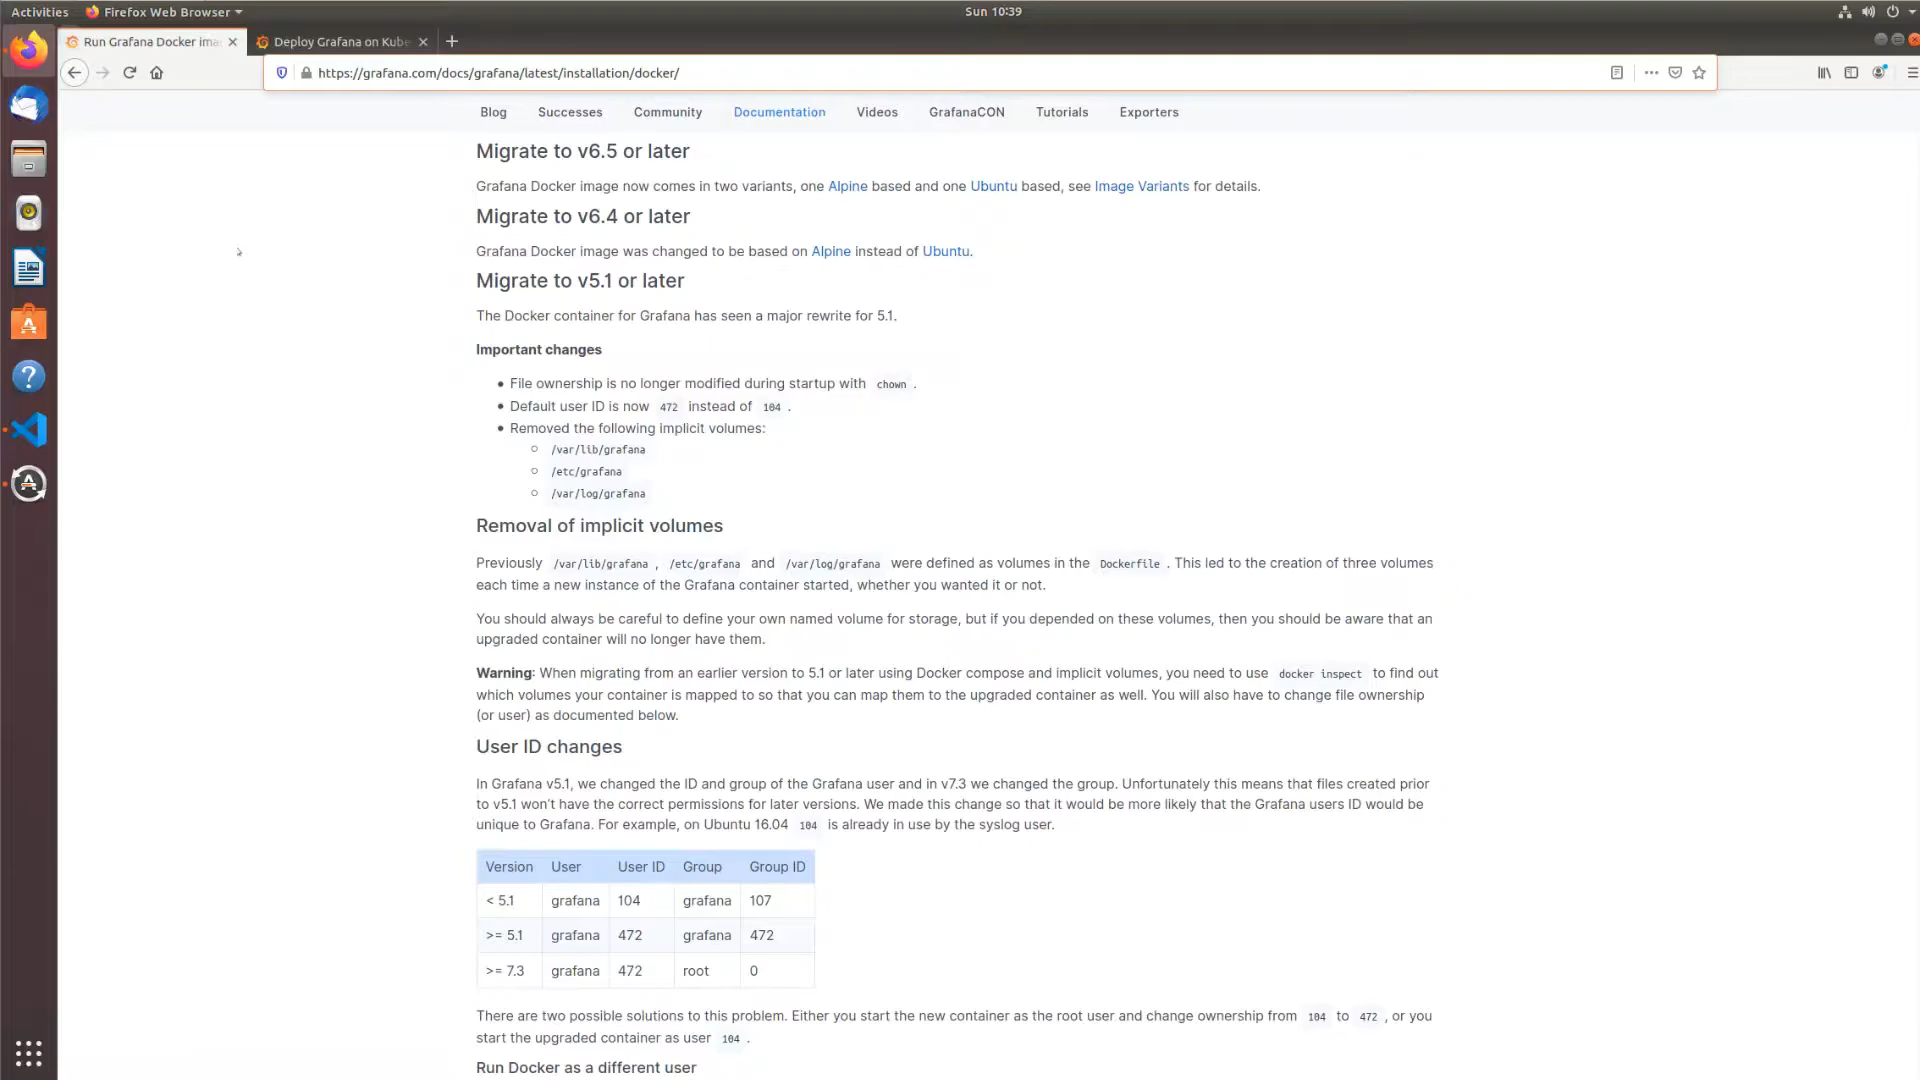 Activities Firefox Web Browser Sun 10:39
Run Grafana Docker ima Deploy Grafana on Kube
https://grafana.com/docs/grafana/latest/installation/docker/
Blog Successes Community Documentation Videos GrafanaCON Tutorials Exporters
Migrate to v6.5 or later
Grafana Docker image now comes in two variants, one Alpine based and one Ubuntu based, see Image Variants for details.
Migrate to v6.4 or later
Grafana Docker image was changed to be based on Alpine instead of Ubuntu.
Migrate to v5.1 or later
The Docker container for Grafana has seen a major rewrite for 5.1.
Important changes
• File ownership is no longer modified during startup with chown .
• Default user ID is now 472 instead of 104 .
• Removed the following implicit volumes:
○ /var/lib/grafana
○ /etc/grafana
○ /var/log/grafana
Removal of implicit volumes
Previously /var/lib/grafana , /etc/grafana and /var/log/grafana were defined as volumes in the Dockerfile . This led to the creation of three volumes
each time a new instance of the Grafana container started, whether you wanted it or not.
You should always be careful to define your own named volume for storage, but if you depended on these volumes, then you should be aware that an
upgraded container will no longer have them.
Warning: When migrating from an earlier version to 5.1 or later using Docker compose and implicit volumes, you need to use docker inspect to find out
which volumes your container is mapped to so that you can map them to the upgraded container as well. You will also have to change file ownership
(or user) as documented below.
User ID changes
In Grafana v5.1, we changed the ID and group of the Grafana user and in v7.3 we changed the group. Unfortunately this means that files created prior
to v5.1 won't have the correct permissions for later versions. We made this change so that it would be more likely that the Grafana users ID would be
unique to Grafana. For example, on Ubuntu 16.04 104 is already in use by the syslog user.
Version User User ID Group Group ID
< 5.1 grafana 104 grafana 107
>= 5.1 grafana 472 grafana 472
>= 7.3 grafana 472 root 0
There are two possible solutions to this problem. Either you start the new container as the root user and change ownership from 104 to 472 , or you
start the upgraded container as user 104 .
Run Docker as a different user